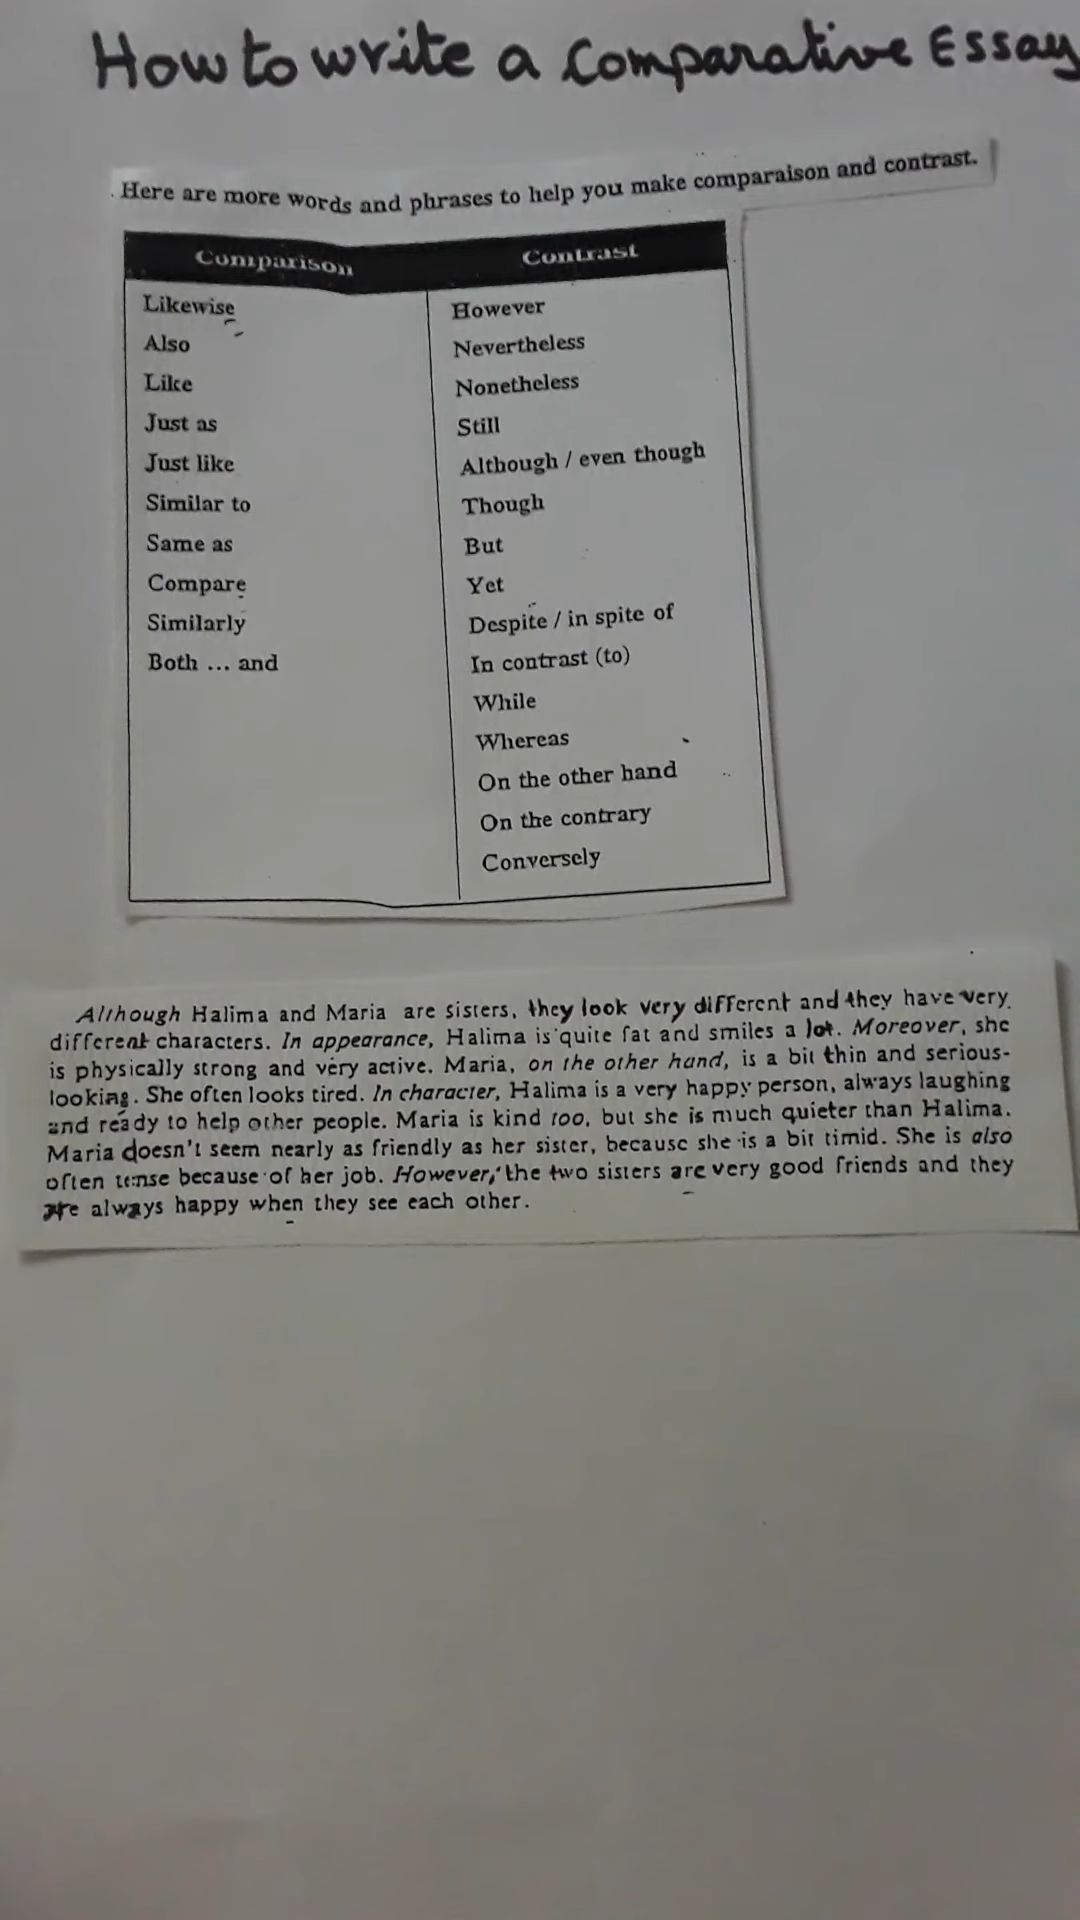 How to write a Comparative Essay
Here are more words and phrases to help you make comparaison and contrast.
Comparison
Contrast
Likewise
Also
Like
Just as
Just like
Similar to
Same as
Compare
Similarly
Both ... and
However
Nevertheless
Nonetheless
Still
Although / even though
Though
But
Yet
Despite / in spite of
In contrast (to)
While
Whereas
On the other hand
On the contrary
Conversely
Although Halima and Maria are sisters, they look very different and they have very
different characters. In appearance, Halima is quite fat and smiles a lot. Moreover, she
is physically strong and very active. Maria, on the other hand, is a bit thin and serious-
looking. She often looks tired. In character, Halima is a very happy person, always laughing
and ready to help other people. Maria is kind too, but she is much quieter than Halima.
Maria doesn't seem nearly as friendly as her sister, because she is a bit timid. She is also
often tense because of her job. However, the two sisters are very good friends and they
are always happy when they see each other.